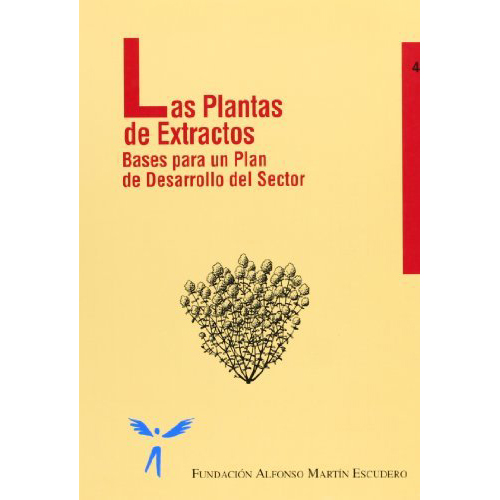 Las Plantas
de Extractos
Bases para un Plan
de Desarrollo del Sector
4
FUNDACIÓN ALFONSO MARTÍN ESCUDERO